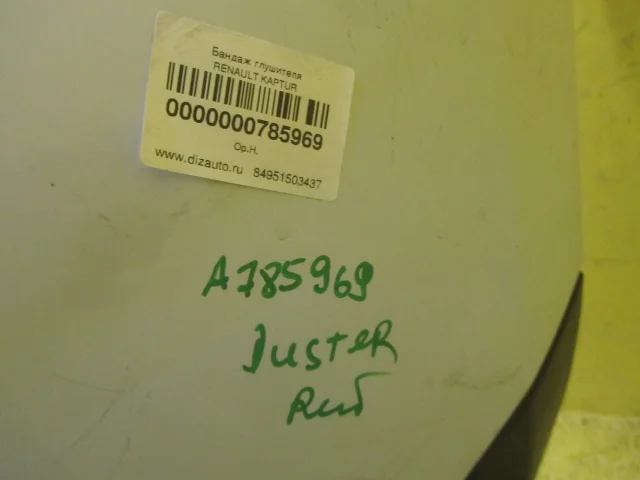 Бандаж глушителя
RENAULT KAPTUR
0000000785969
Ор.Н.
www.dizauto.ru 84951503437
A785969
Duster